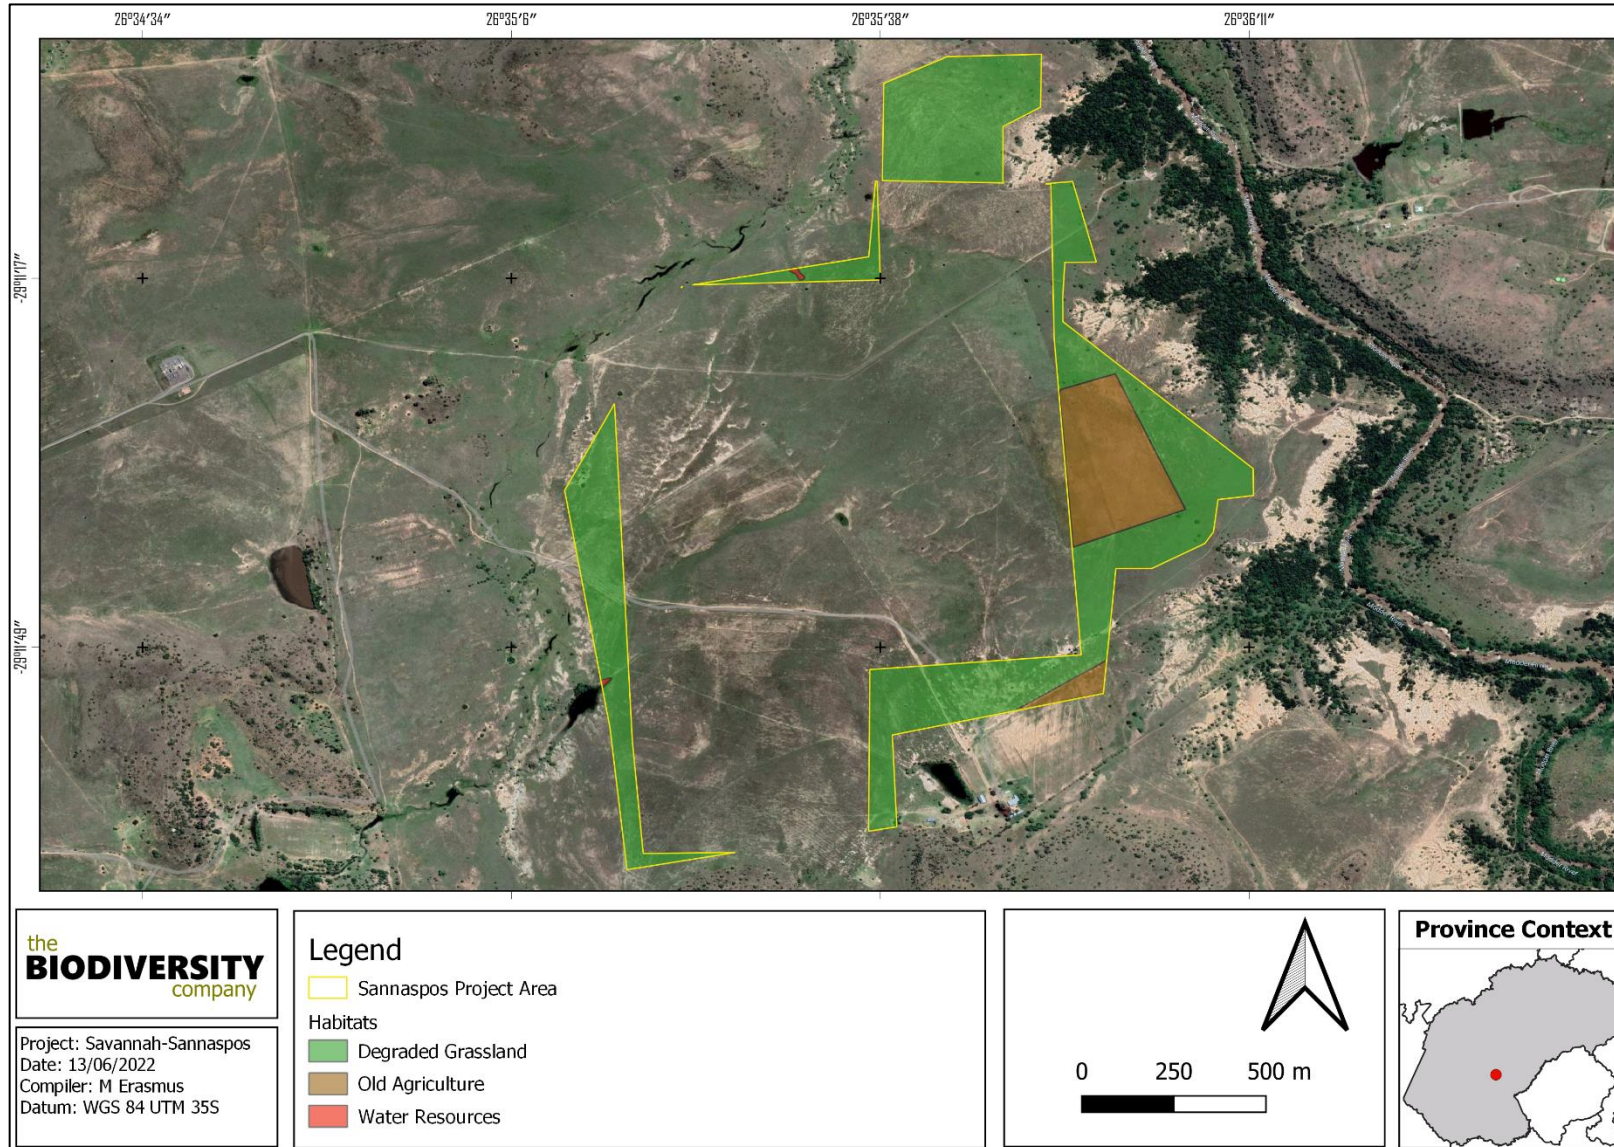 26°34'34" 26°35'6" 26°35'38" 26°36'11"
-29°11'17"
-29°11'49"
the
BIODIVERSITY
company
Project: Savannah-Sannaspos
Date: 13/06/2022
Compiler: M Erasmus
Datum: WGS 84 UTM 35S
Legend
Sannaspos Project Area
Habitats
Degraded Grassland
Old Agriculture
Water Resources
0 250 500 m
Province Context